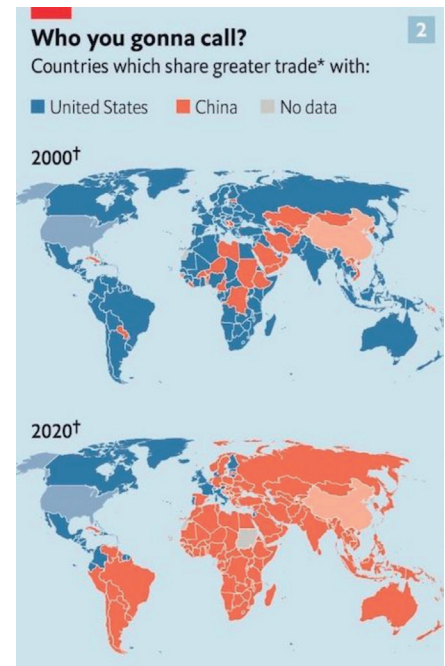 2
Who you gonna call?
Countries which share greater trade* with:
United States China No data
2000†
2020†